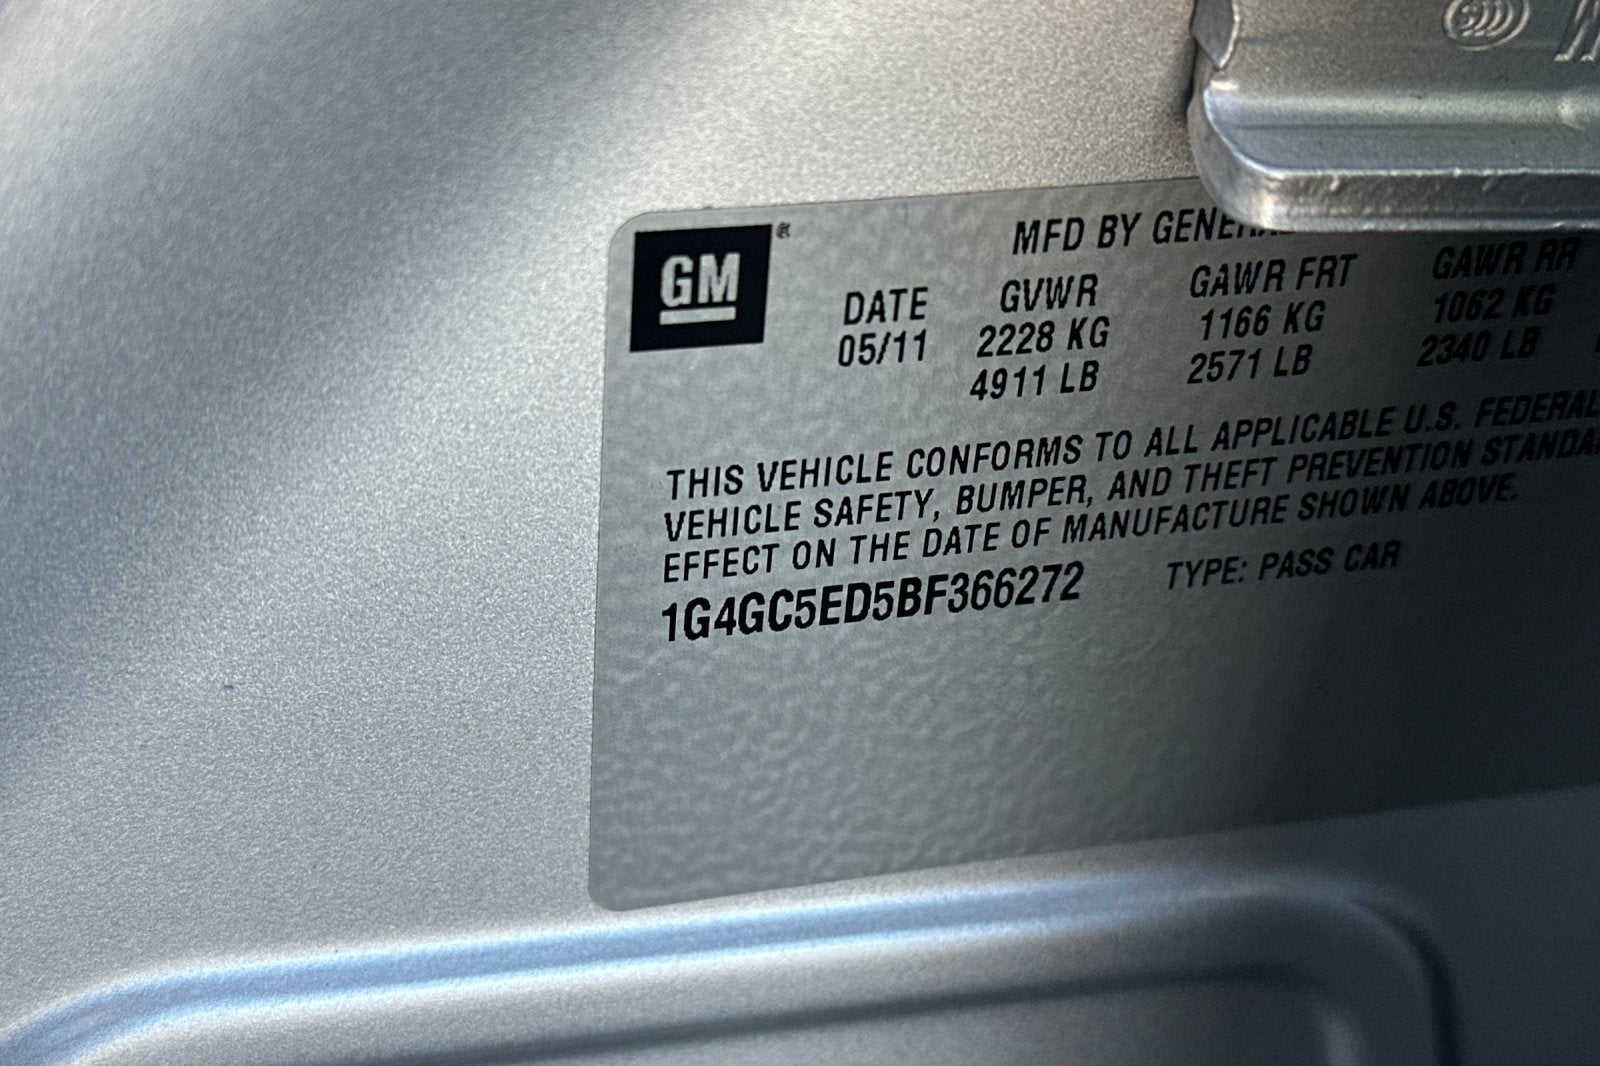 GM®
MFD BY
DATE GVWR GAWR FRT GAWR RR
05/11 2228 KG 1166 KG 1062 KG
4911 LB 2571 LB 2340 LB
THIS VEHICLE CONFORMS TO ALL APPLICABLE U.S. FEDERAL
VEHICLE SAFETY, BUMPER, AND THEFT PREVENTION
EFFECT ON THE DATE OF MANUFACTURE SHOWN ABOVE.
1G4GC5ED5BF366272 TYPE: PASS CAR